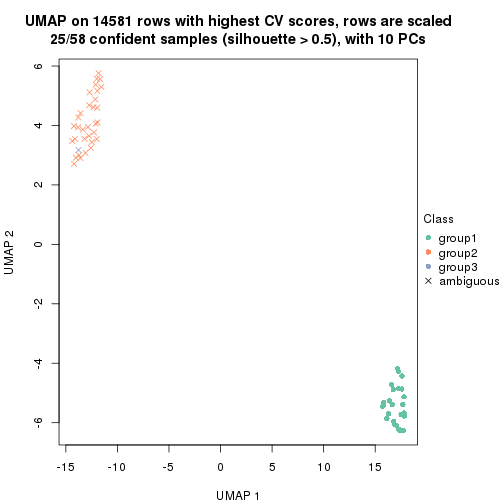 UMAP on 14581 rows with highest CV scores, rows are scaled
25/58 confident samples (silhouette > 0.5), with 10 PCs
6
4
2
0
-2
-4
-6
UMAP 2
-15
-10
-5
0
5
10
15
UMAP 1
Class
group1
group2
group3
ambiguous